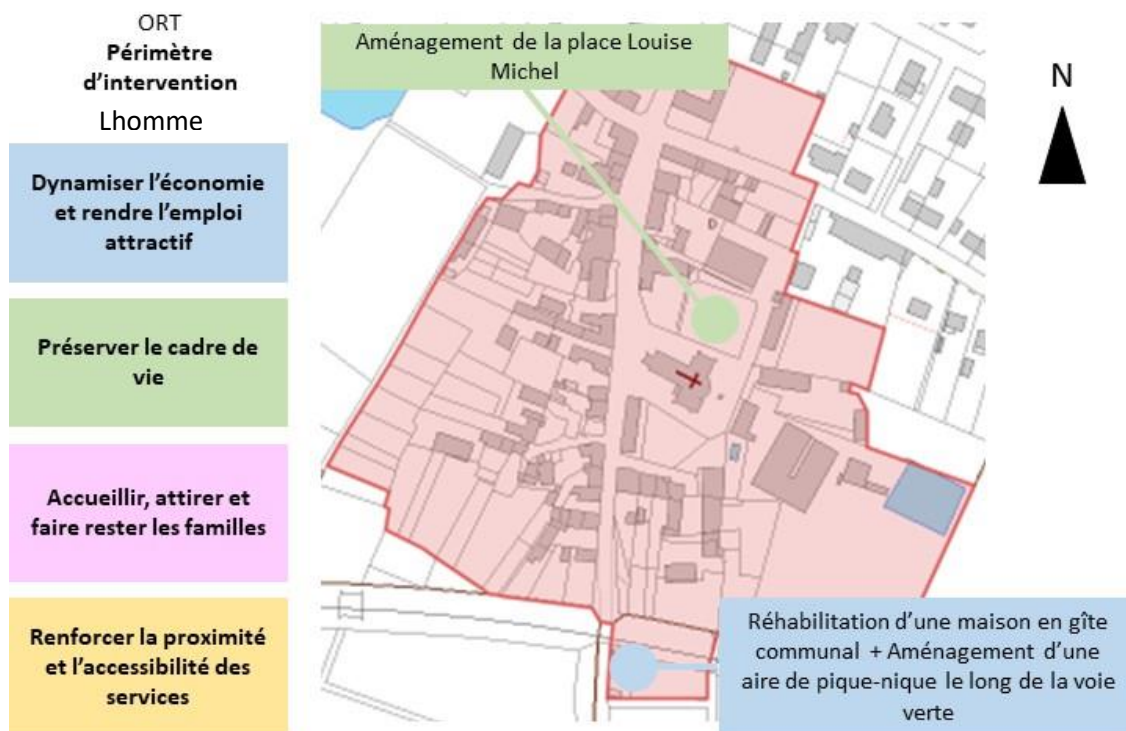 ORT
Périmètre
d’intervention
Lhomme
Dynamiser l’économie
et rendre l’emploi
attractif
Préserver le cadre de
vie
Accueillir, attirer et
faire rester les familles
Renforcer la proximité
et l’accessibilité des
services
Aménagement de la place Louise
Michel
N
Réhabilitation d’une maison en gîte
communal + Aménagement d’une
aire de pique-nique le long de la voie
verte